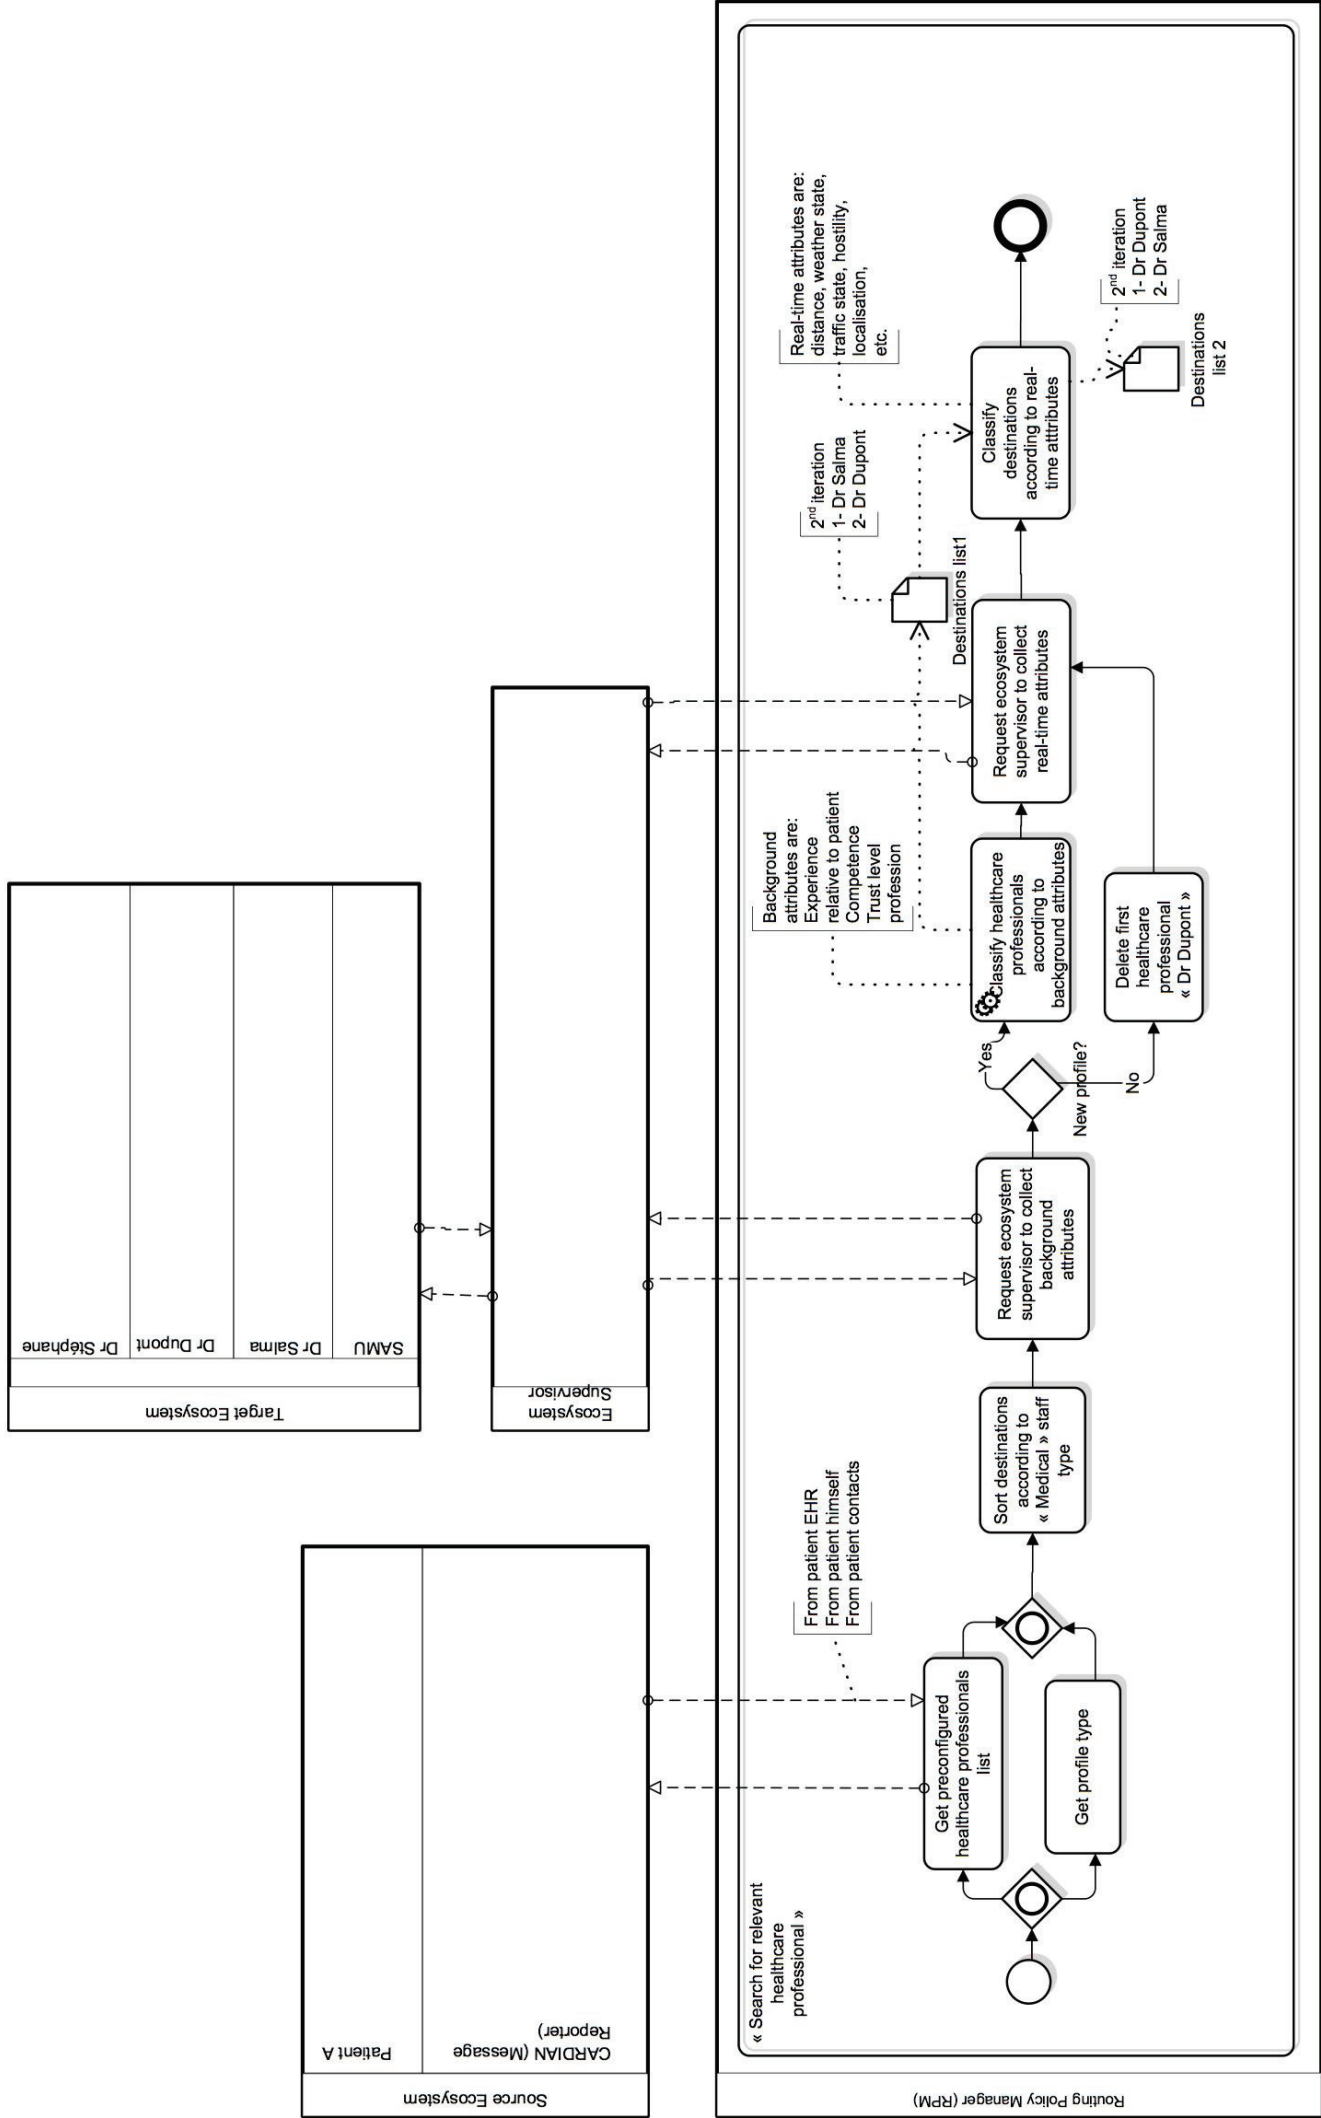 Target Ecosystem
Dr Stéphane
Dr Dupont
Dr Salma
SAMU
Ecosystem
Supervisor
Source Ecosystem
Patient A
CARDIAN (Message
Reporter)
Routing Policy Manager (RPM)
« Search for relevant
healthcare
professional »
Get preconfigured
healthcare professionals
list
Get profile type
From patient EHR
From patient himself
From patient contacts
Sort destinations
according to
« Medical » staff
type
Request ecosystem
supervisor to collect
background
attributes
New profile?
Yes
No
Classify healthcare
professionals
according to
background attributes
Delete first
healthcare
professional
« Dr Dupont »
Background
attributes are:
Experience
relative to patient
Competence
Trust level
profession
Request ecosystem
supervisor to collect
real-time attributes
Destinations list1
2nd iteration
1- Dr Salma
2- Dr Dupont
Classify
destinations
according to real-
time atttributes
Real-time attributes are:
distance, weather state,
traffic state, hostility,
localisation,
etc.
Destinations
list 2
2nd iteration
1- Dr Dupont
2- Dr Salma